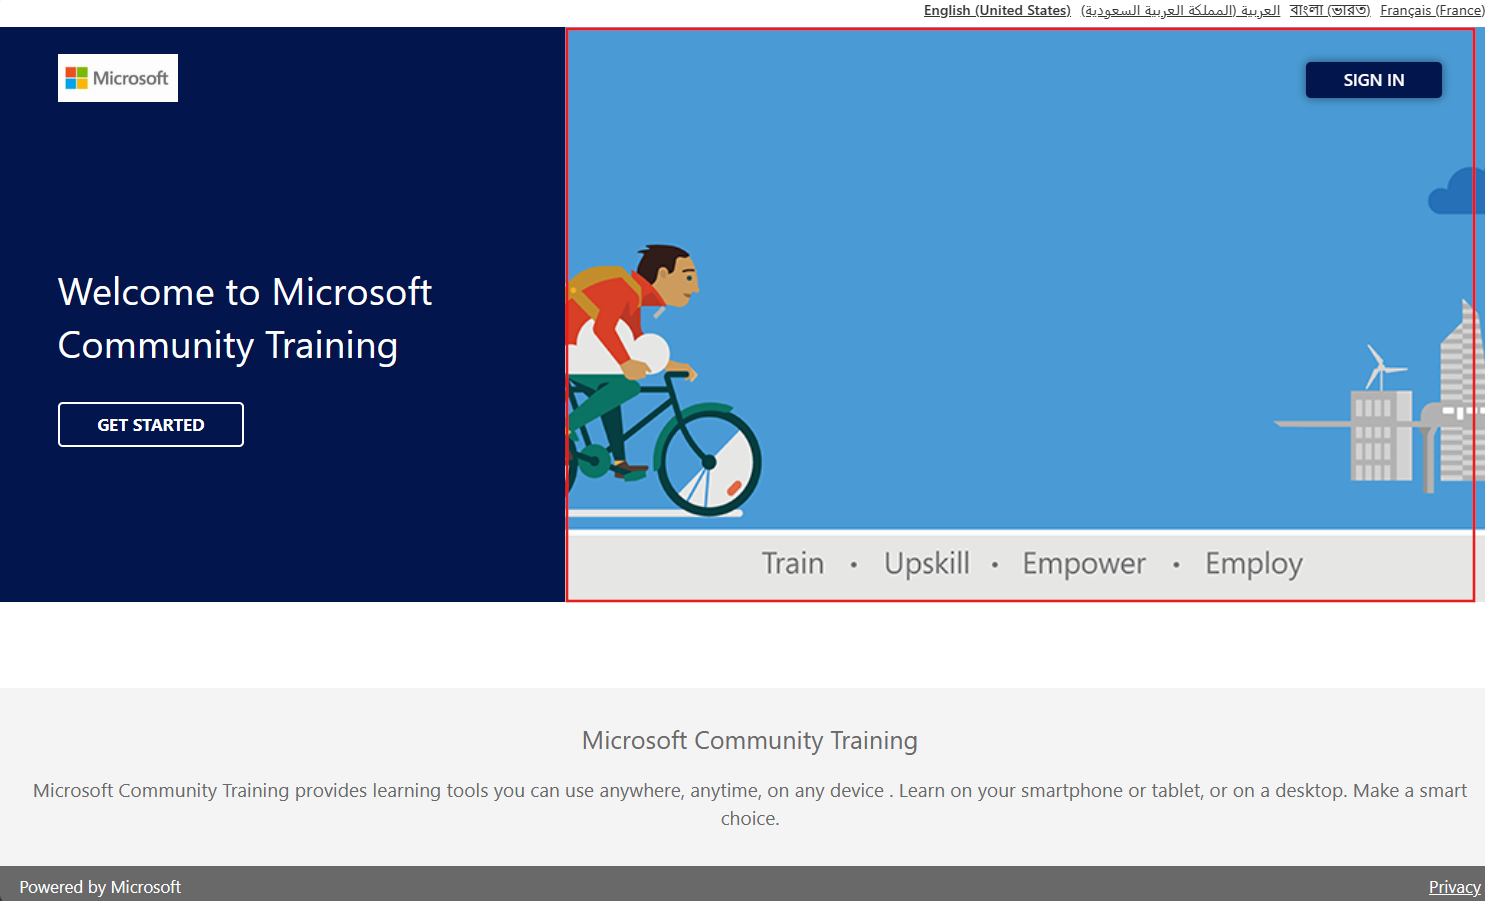 English (United States) العربية (المملكة العربية السعودية) বাংলা (ভারত) Français (France)
Microsoft
SIGN IN
Welcome to Microsoft
Community Training
GET STARTED
Train • Upskill • Empower • Employ
Microsoft Community Training
Microsoft Community Training provides learning tools you can use anywhere, anytime, on any device . Learn on your smartphone or tablet, or on a desktop. Make a smart
choice.
Powered by Microsoft
Privacy